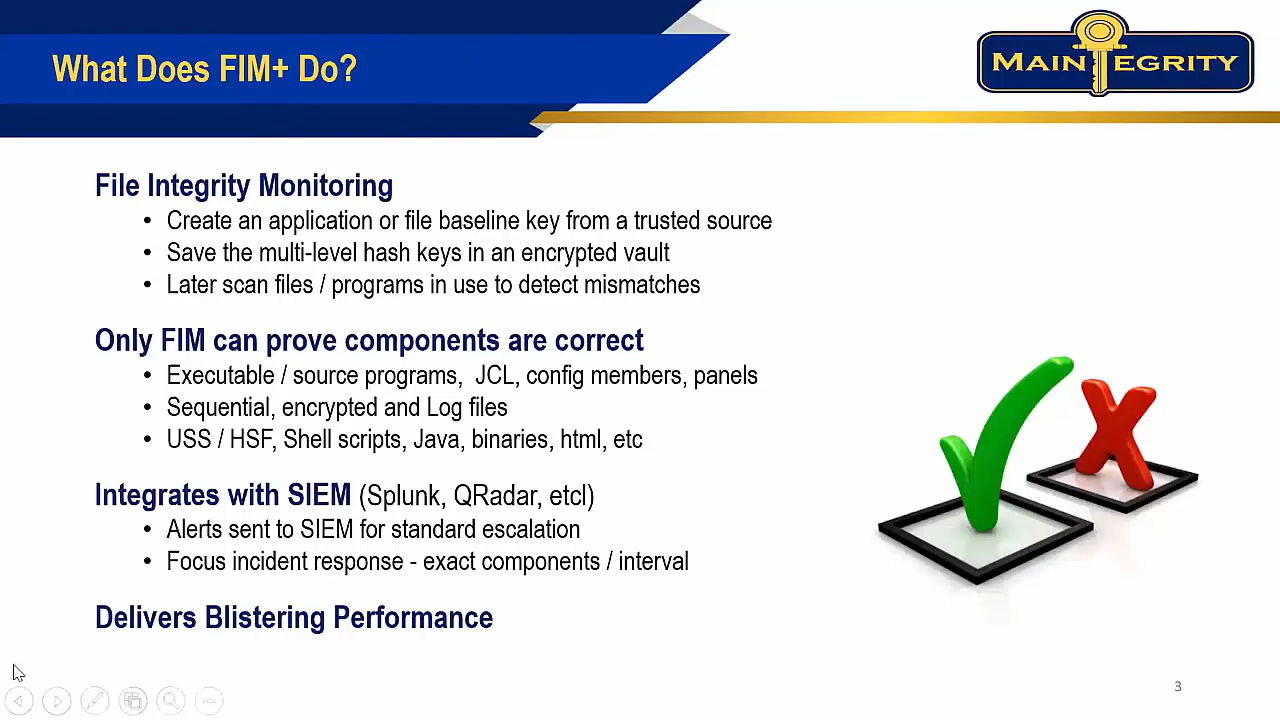 What Does FIM+ Do?
MAINTEGRITY
File Integrity Monitoring
• Create an application or file baseline key from a trusted source
• Save the multi-level hash keys in an encrypted vault
• Later scan files / programs in use to detect mismatches
Only FIM can prove components are correct
• Executable / source programs, JCL, config members, panels
• Sequential, encrypted and Log files
• USS / HSF, Shell scripts, Java, binaries, html, etc
Integrates with SIEM (Splunk, QRadar, etcl)
• Alerts sent to SIEM for standard escalation
• Focus incident response - exact components / interval
Delivers Blistering Performance
3